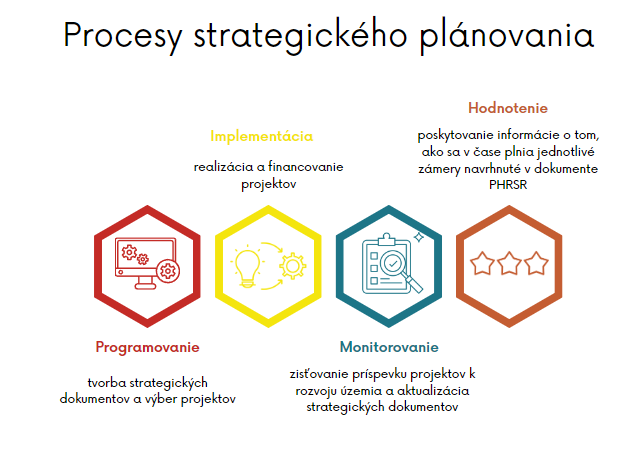 Procesy strategického plánovania
Hodnotenie
poskytovanie informácie o tom,
ako sa v čase plnia jednotlivé
zámery navrhnuté v dokumente
PHRSR
Implementácia
realizácia a financovanie
projektov
Programovanie
tvorba strategických
dokumentov a výber projektov
Monitorovanie
zisťovanie príspevku projektov k
rozvoju územia a aktualizácia
strategických dokumentov